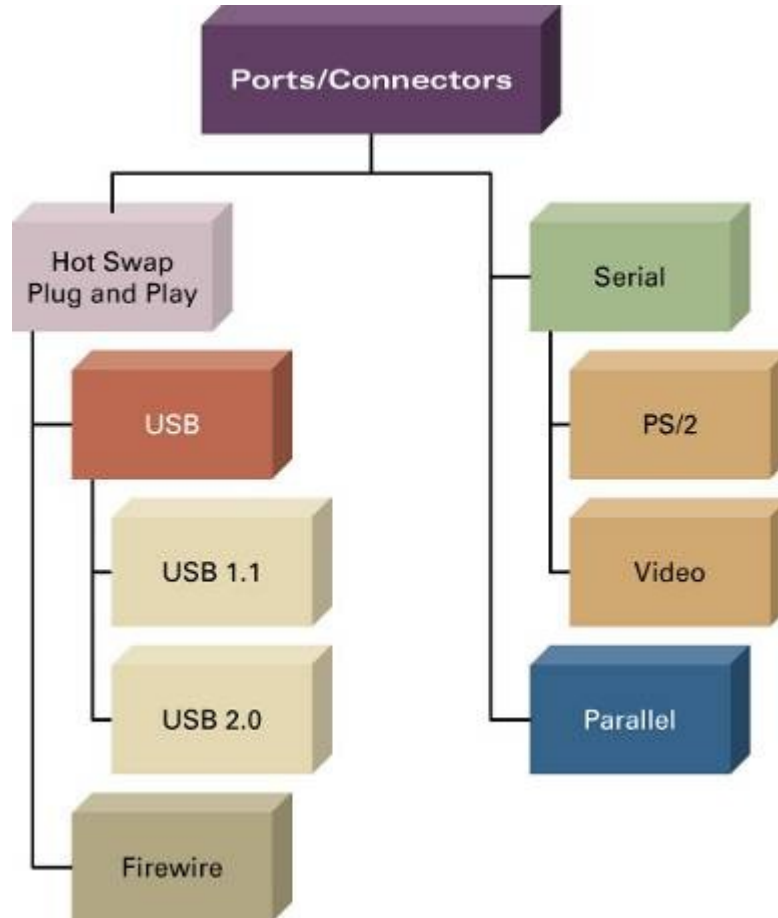 Ports/Connectors
Hot Swap
Plug and Play
USB
USB 1.1
USB 2.0
Firewire
Serial
PS/2
Video
Parallel